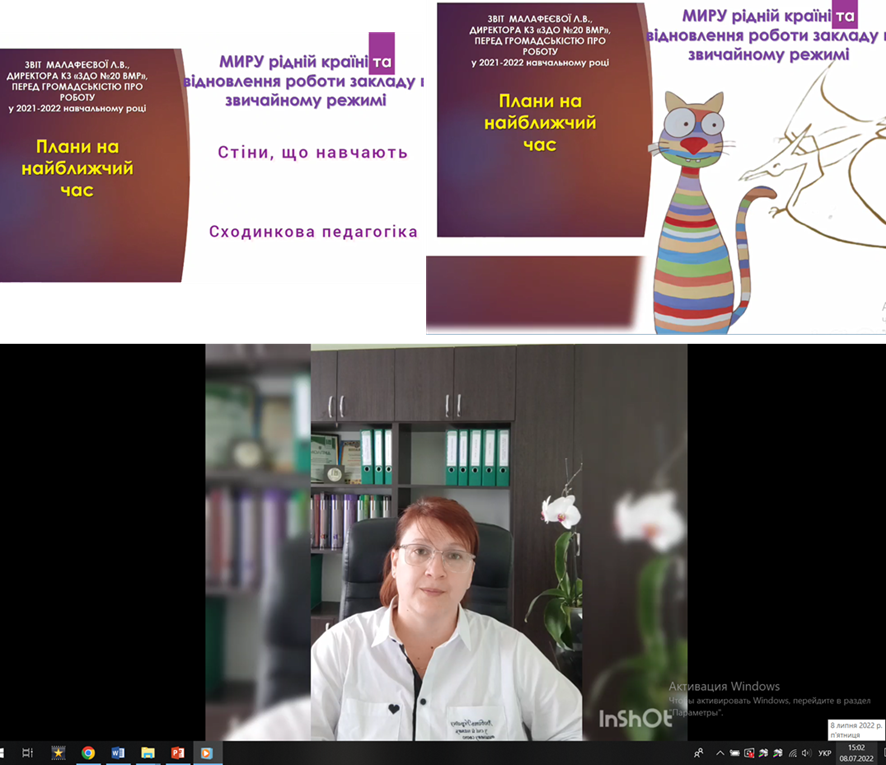 ЗВІТ МАЛАФЕЄВОЇ Л.В.,
ДИРЕКТОРА КЗ «ЗДО №20 ВМР»,
ПЕРЕД ГРОМАДСЬКІСТЮ ПРО
РОБОТУ
у 2021-2022 навчальному році
Плани на
найближчий
час
МИРУ рідній країні та
відновлення роботи закладу в
звичайному режимі
Стіни, що навчають
Сходинкова педагогіка
ЗВІТ МАЛАФЕЄВОЇ Л.В.,
ДИРЕКТОРА КЗ «ЗДО №20 ВМР»,
ПЕРЕД ГРОМАДСЬКІСТЮ ПРО
РОБОТУ
у 2021-2022 навчальному році
Плани на
найближчий
час
МИРУ рідній країні та
відновлення роботи закладу в
звичайному режимі
InShOt
Активация Windows
Чтобы активировать Windows, перейдите в раздел
"Параметры".
8 липня 2022 р.
п'ятниця
УКР
15:02
08.07.2022